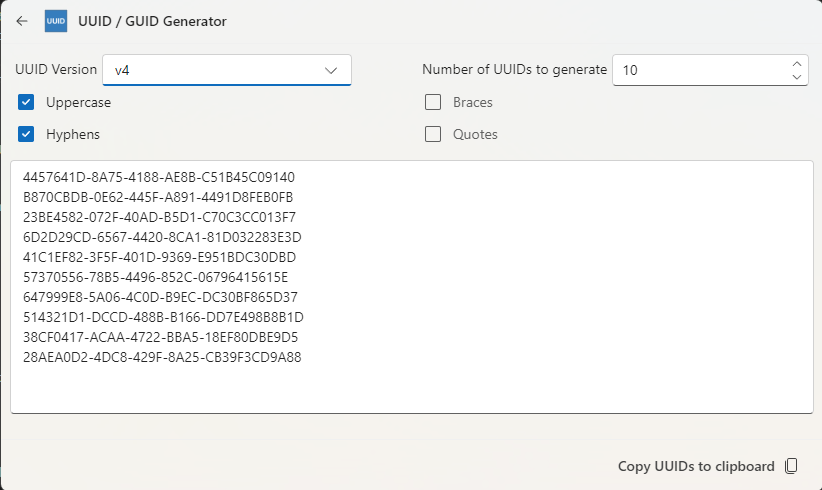 UUID
UUID / GUID Generator
UUID Version
v4
Number of UUIDs to generate
10
Uppercase
Braces
Hyphens
Quotes
4457641D-8A75-4188-AE8B-C51B45C09140
B870CBDB-0E62-445F-A891-4491D8FEB0FB
23BE4582-072F-40AD-B5D1-C70C3CC013F7
6D2D29CD-6567-4420-8CA1-81D032283E3D
41C1EF82-3F5F-401D-9369-E951BDC30DBD
57370556-78B5-4496-852C-06796415615E
647999E8-5A06-4C0D-B9EC-DC30BF865D37
514321D1-DCCD-488B-B166-DD7E498B8B1D
38CF0417-ACAA-4722-BBA5-18EF80DBE9D5
28AEA0D2-4DC8-429F-8A25-CB39F3CD9A88
Copy UUIDs to clipboard